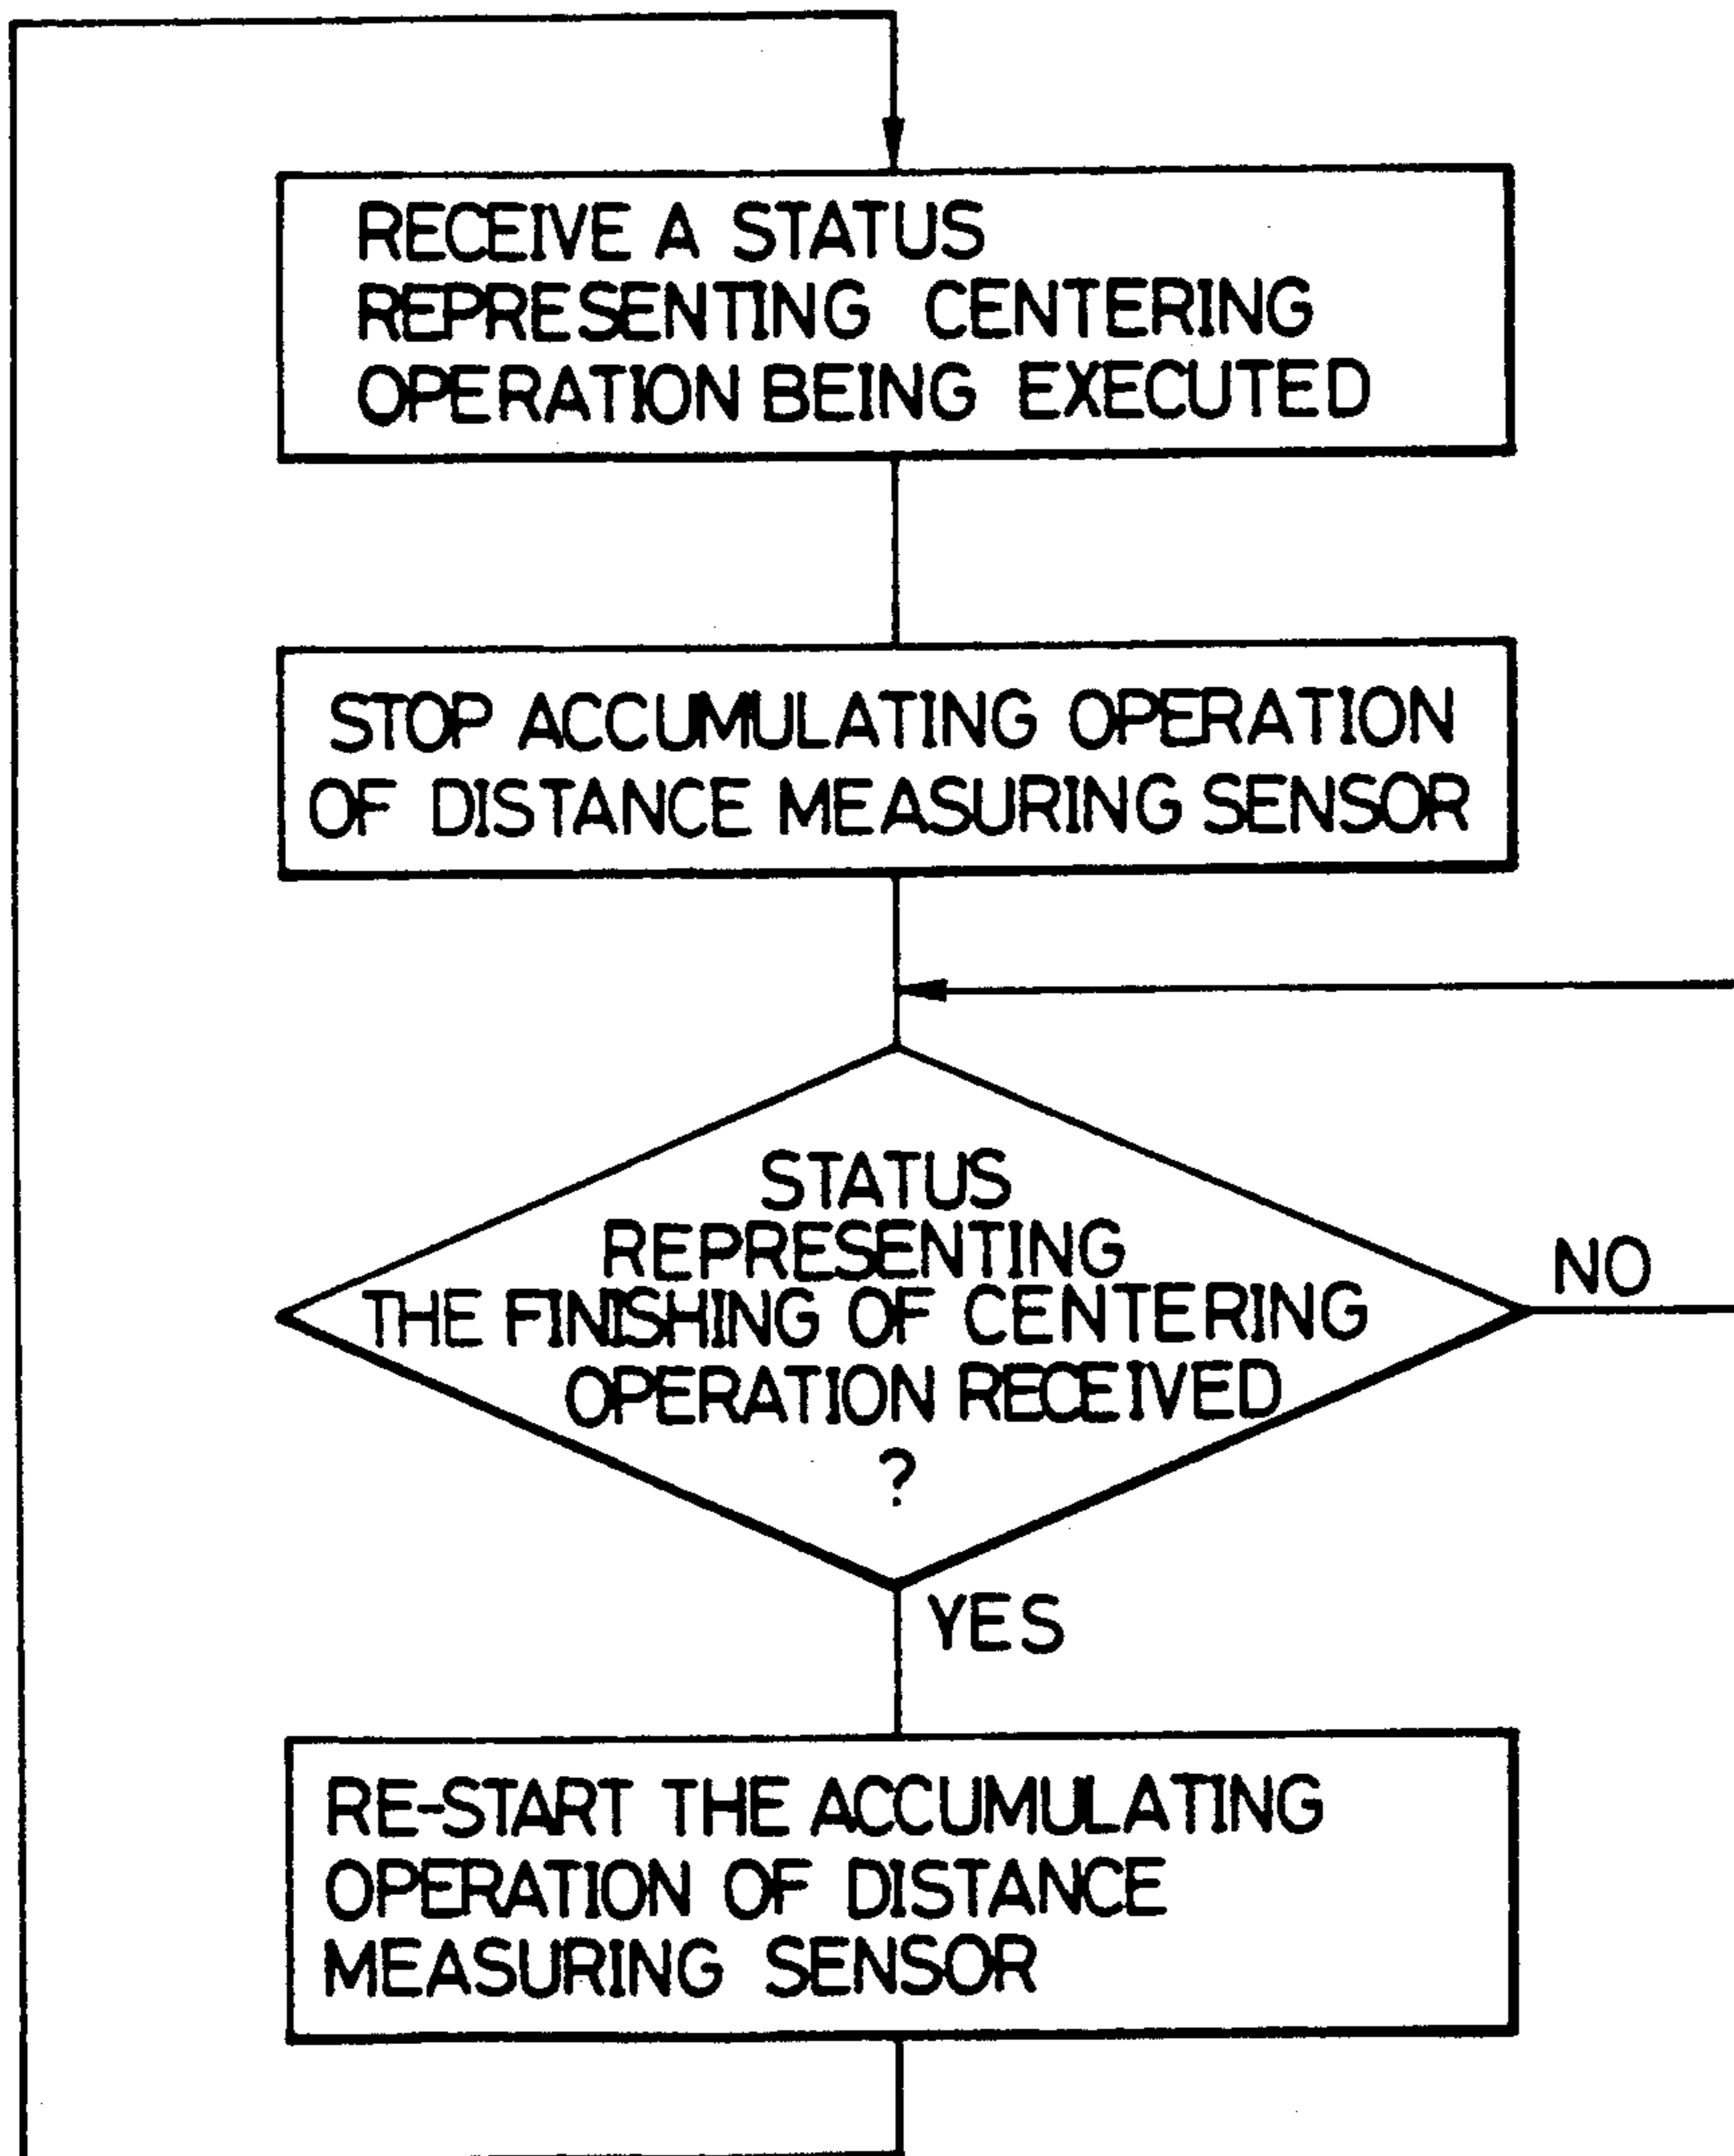 RECEIVE A STATUS
REPRESENTING CENTERING
OPERATION BEING EXECUTED
STOP ACCUMULATING OPERATION
OF DISTANCE MEASURING SENSOR
STATUS
REPRESENTING
THE FINISHING OF CENTERING
OPERATION RECEIVED
?
NO
YES
RE-START THE ACCUMULATING
OPERATION OF DISTANCE
MEASURING SENSOR